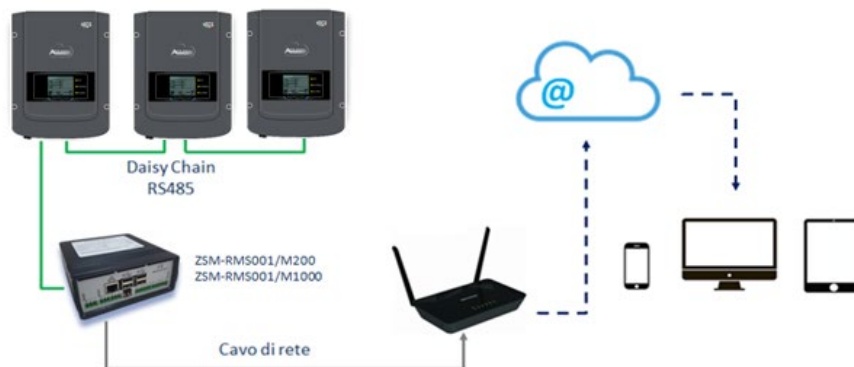 Daisy Chain
RS485
@
ZSM-RMS001/M200
ZSM-RMS001/M1000
Cavo di rete